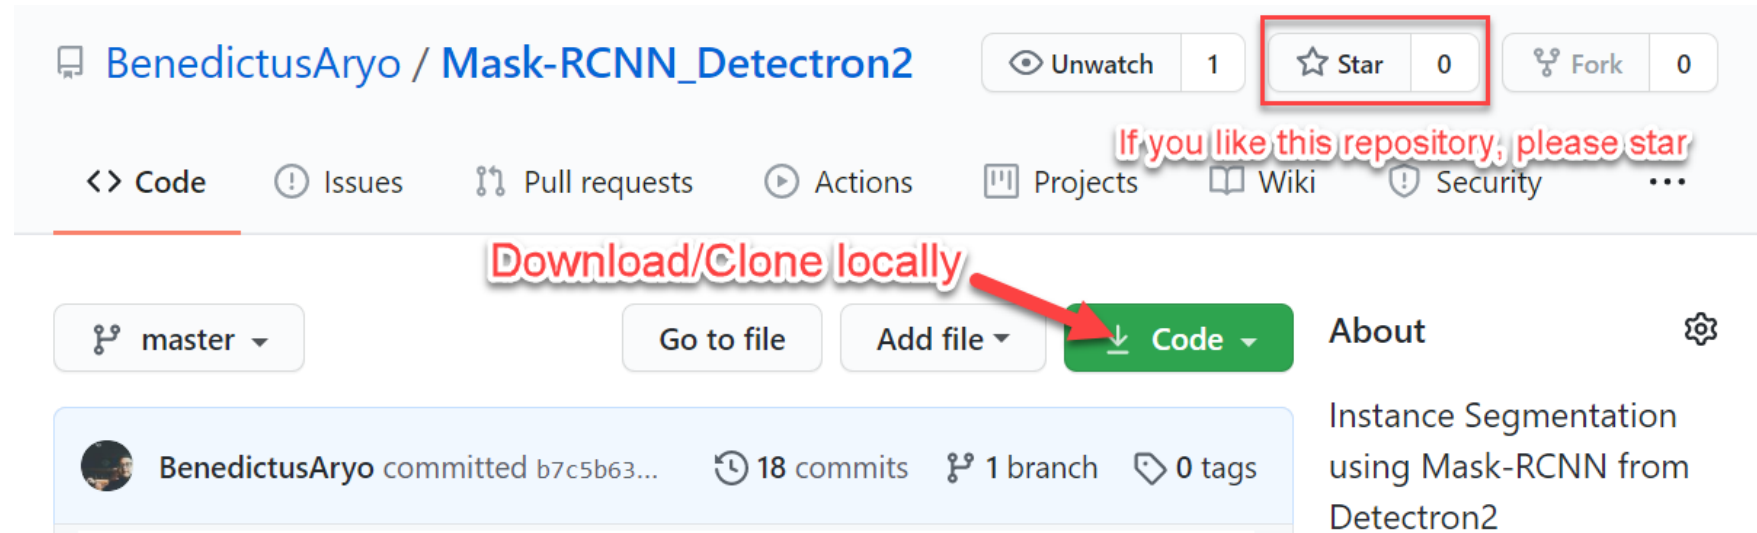 BenedictusAryo / Mask-RCNN_Detectron2 Unwatch 1 Star 0 Fork 0
If you like this repository, please star
Code Issues Pull requests Actions Projects Wiki Security ...
Download/Clone locally
master Go to file Add file Code About
Instance Segmentation
BenedictusAryo committed b7c5b63... 18 commits 1 branch 0 tags using Mask-RCNN from
Detectron2